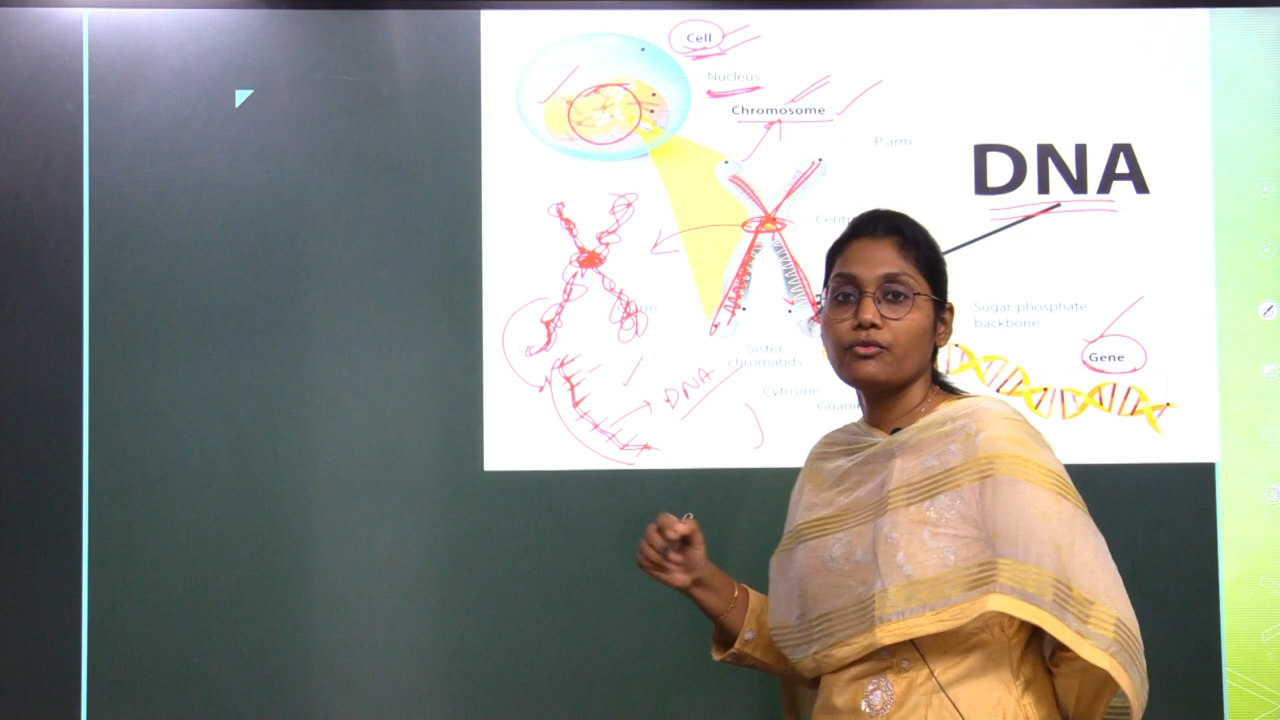 Cell
Nucleus
Chromosome
P arm
DNA
Sugar-phosphate
backbone
Gene
Sister
chromatids
DNA
Cytosine